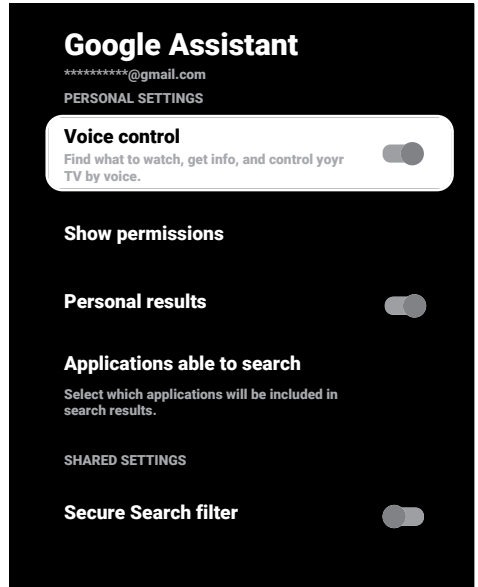 Google Assistant
**********@gmail.com
PERSONAL SETTINGS
Voice control
Find what to watch, get info, and control yoyr
TV by voice.
Show permissions
Personal results
Applications able to search
Select which applications will be included in
search results.
SHARED SETTINGS
Secure Search filter